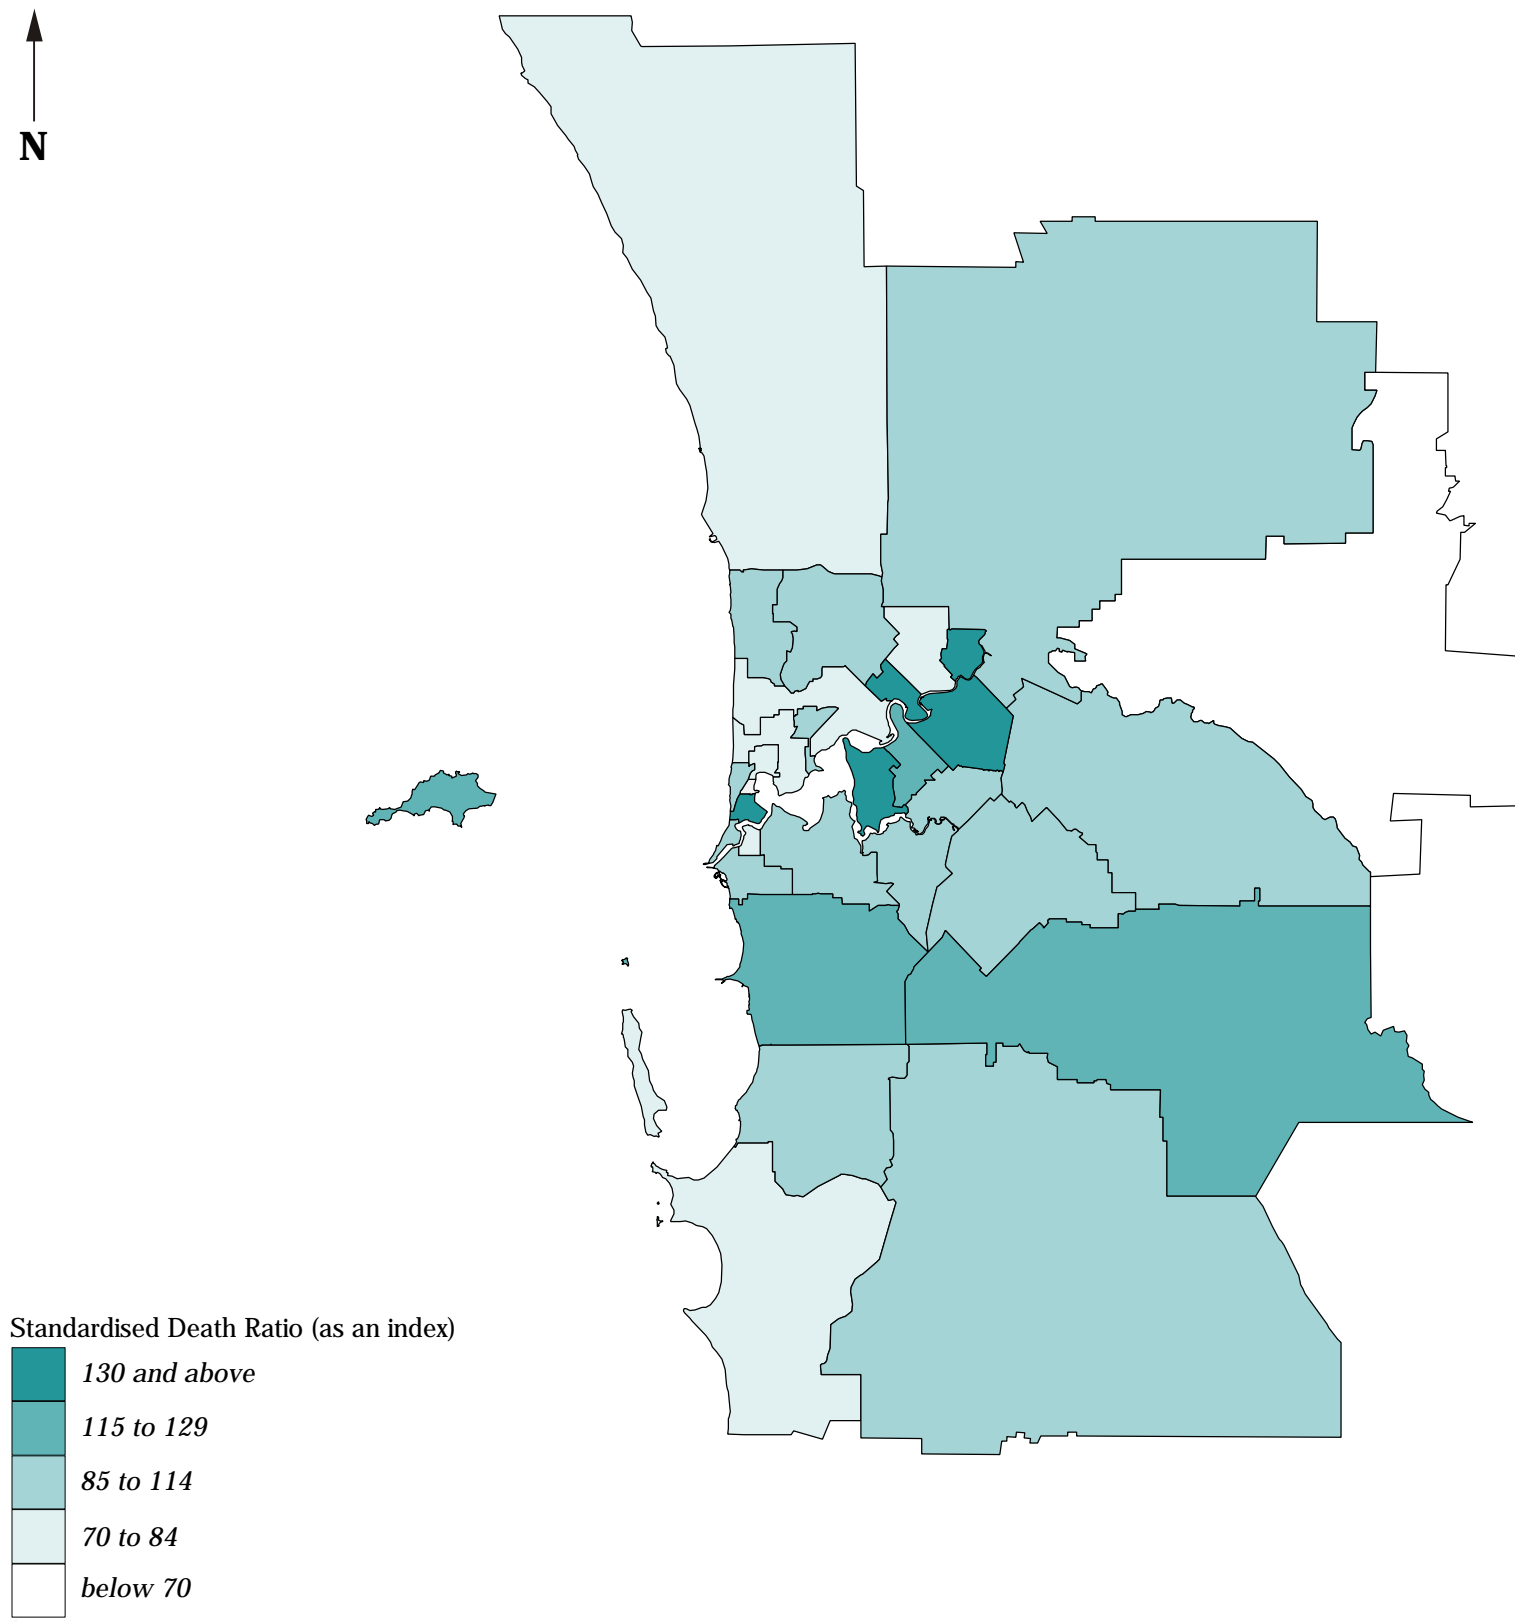 N
Standardised Death Ratio (as an index)
130 and above
115 to 129
85 to 114
70 to 84
below 70